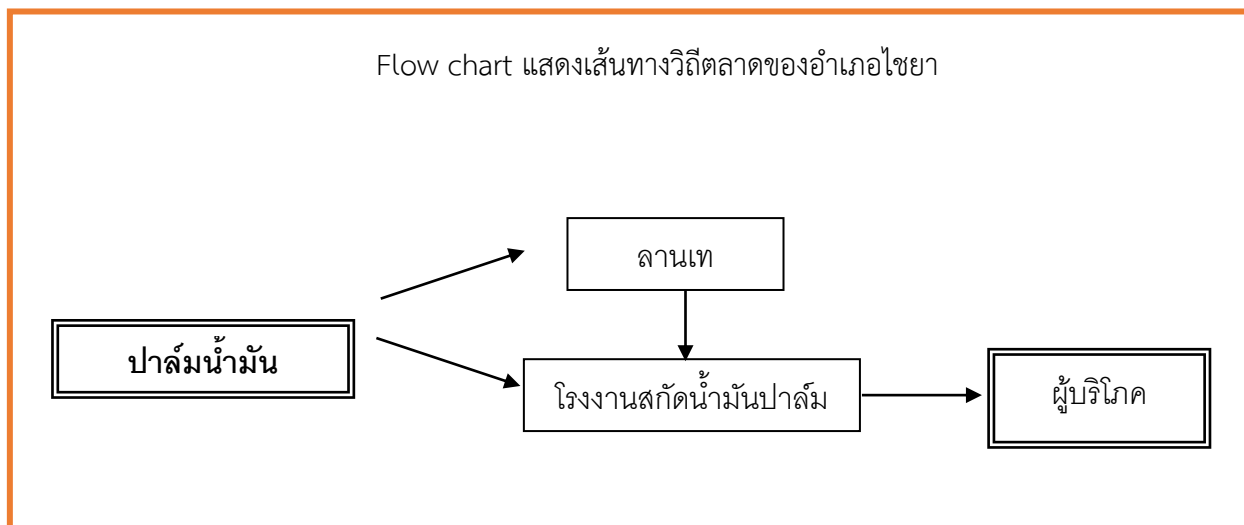 Flow chart แสดงเส้นทางวิถีตลาดของอำเภอไชยา
ลานเท
ปาล์มน้ำมัน
โรงงานสกัดน้ำมันปาล์ม
ผู้บริโภค